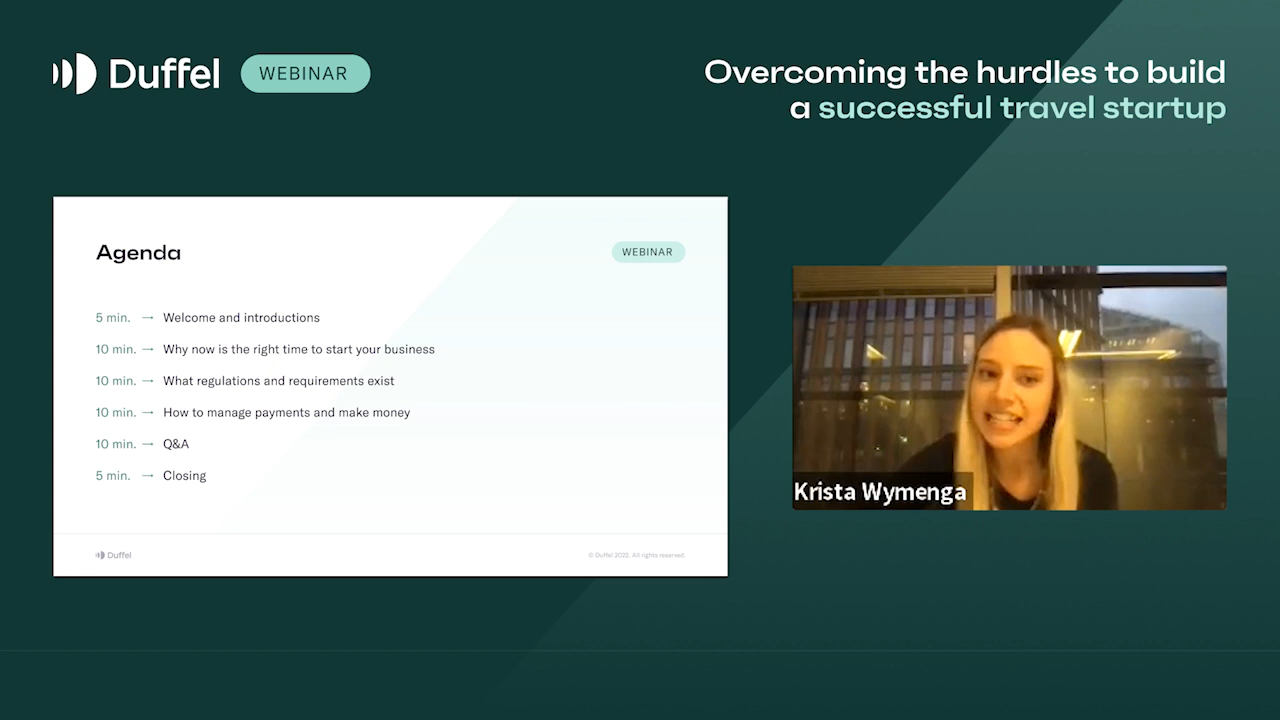 Duffel WEBINAR
Overcoming the hurdles to build
a successful travel startup
Agenda
WEBINAR
5 min. → Welcome and introductions
10 min. → Why now is the right time to start your business
10 min. → What regulations and requirements exist
10 min. → How to manage payments and make money
10 min. → Q&A
5 min. → Closing
Duffel
© Duffel 2022. All rights reserved.
Krista Wymenga